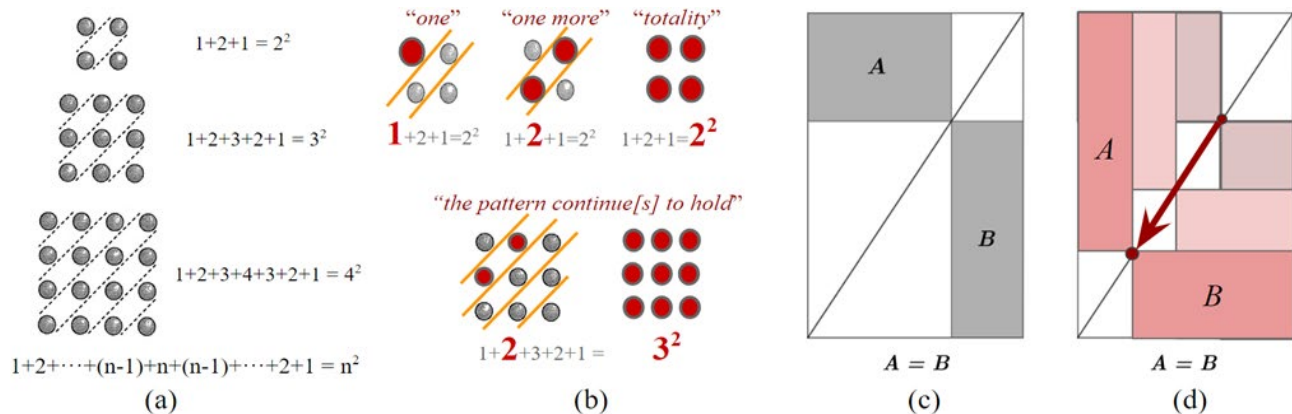 1+2+1 = 2²
1+2+3+2+1 = 3²
1+2+3+4+3+2+1 = 4²
1+2+····+(n-1)+n+(n-1)+····+2+1 = n²
(a)
"one" "one more" "totality"
1+2+1=2² 1+2+1=2² 1+2+1=2²
"the pattern continue[s] to hold"
1+2+3+2+1 = 3²
(b)
A
B
A = B
(c)
A
B
A = B
(d)